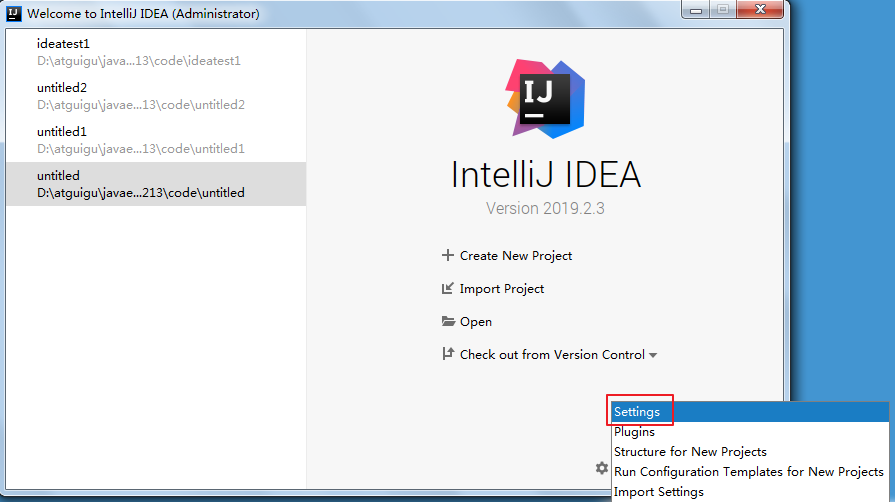 Welcome to IntelliJ IDEA (Administrator)
ideatest1
D:\atguigu\javae...13\code\ideatest1
untitled2
D:\atguigu\javae...13\code\untitled2
untitled1
D:\atguigu\javae...13\code\untitled1
untitled
D:\atguigu\javae...213\code\untitled
IJ
IntelliJ IDEA
Version 2019.2.3
Create New Project
Import Project
Open
Check out from Version Control
Settings
Plugins
Structure for New Projects
Run Configuration Templates for New Projects
Import Settings